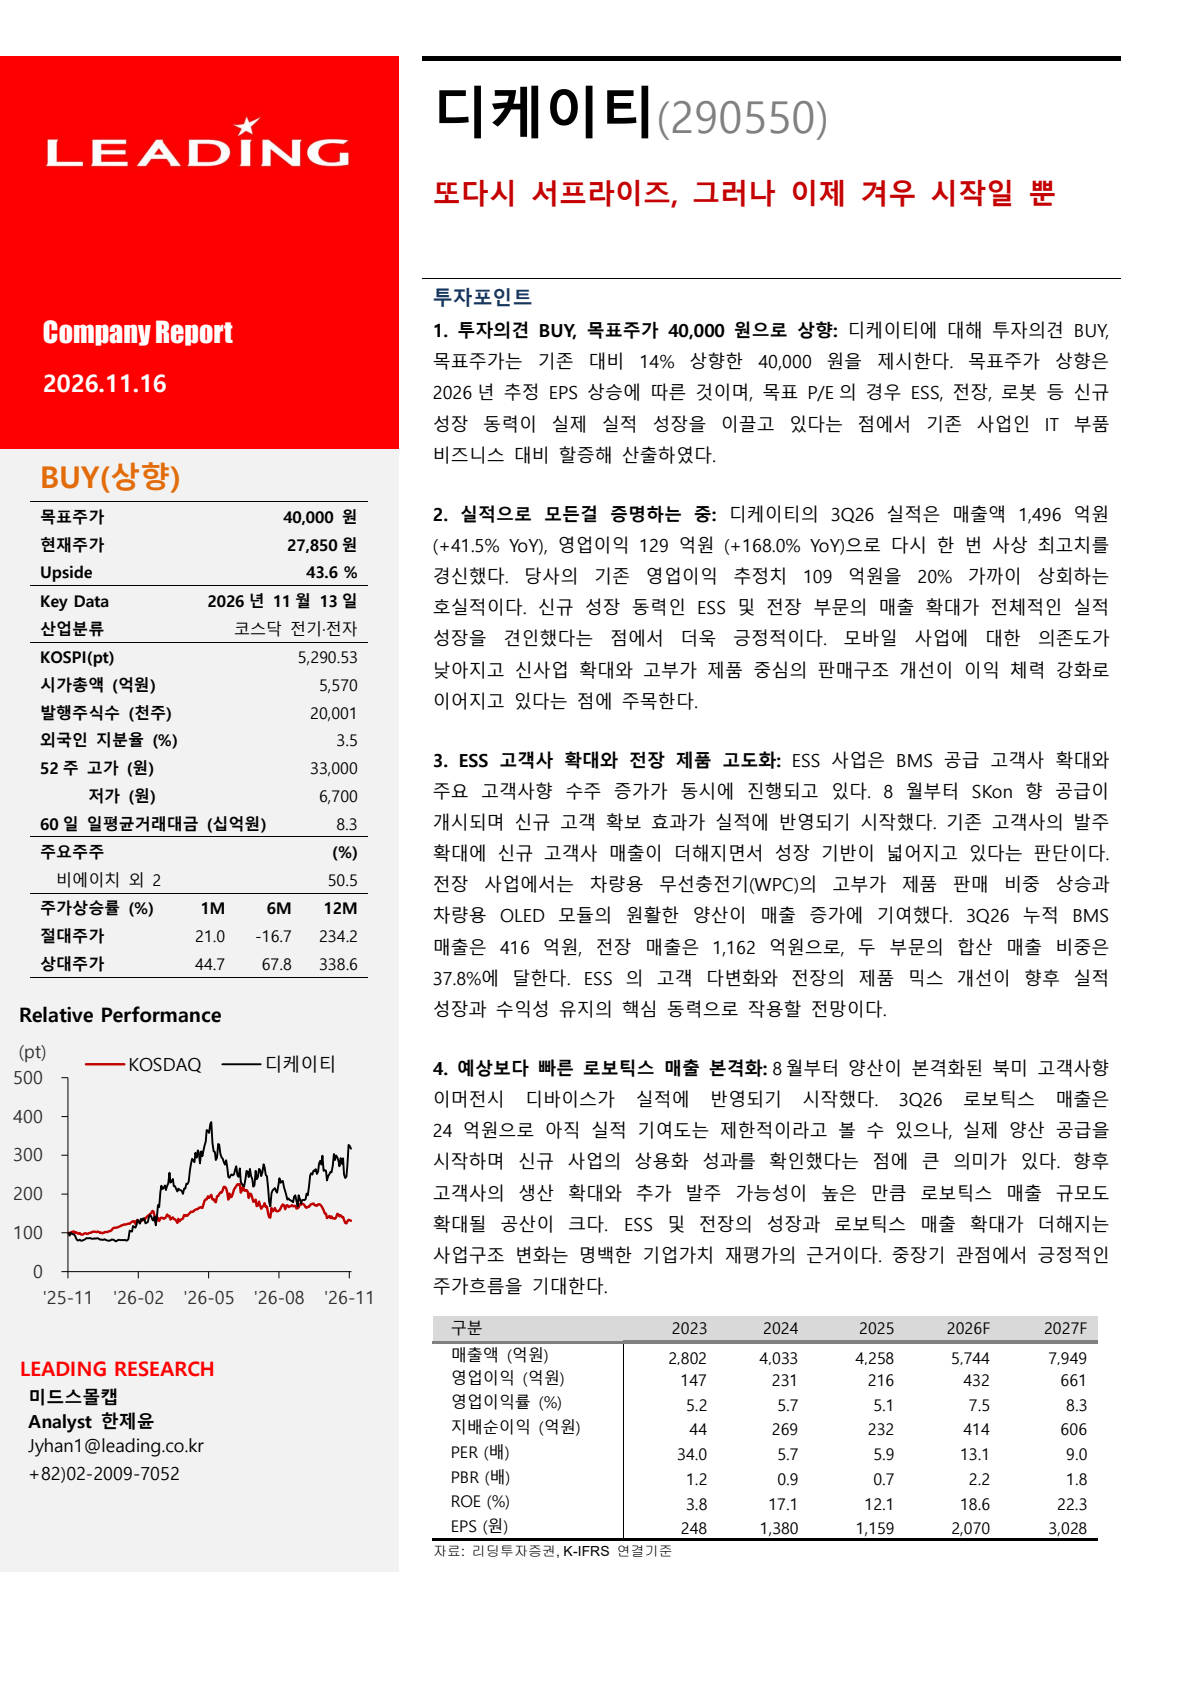 LEADING
Company Report
2026.11.16
BUY(상향)
목표주가 40,000 원
현재주가 27,850 원
Upside 43.6 %
Key Data 2026 년 11 월 13 일
산업분류 코스닥 전기·전자
KOSPI(pt) 5,290.53
시가총액 (억원) 5,570
발행주식수 (천주) 20,001
외국인 지분율 (%) 3.5
52 주 고가 (원) 33,000
저가 (원) 6,700
60 일 일평균거래대금 (십억원) 8.3
주요주주 (%)
비에이치 외 2 50.5
주가상승률 (%) 1M 6M 12M
절대주가 21.0 -16.7 234.2
상대주가 44.7 67.8 338.6
Relative Performance
(pt)
KOSDAQ 디케이티
500
400
300
200
100
0
'25-11 '26-02 '26-05 '26-08 '26-11
LEADING RESEARCH
미드스몰캡
Analyst 한제윤
Jyhan1@leading.co.kr
+82)02-2009-7052
디케이티(290550)
또다시 서프라이즈, 그러나 이제 겨우 시작일 뿐
투자포인트
1. 투자의견 BUY, 목표주가 40,000 원으로 상향: 디케이티에 대해 투자의견 BUY,
목표주가는 기존 대비 14% 상향한 40,000 원을 제시한다. 목표주가 상향은
2026 년 추정 EPS 상승에 따른 것이며, 목표 P/E 의 경우 ESS, 전장, 로봇 등 신규
성장 동력이 실제 실적 성장을 이끌고 있다는 점에서 기존 사업인 IT 부품
비즈니스 대비 할증해 산출하였다.
2. 실적으로 모든걸 증명하는 중: 디케이티의 3Q26 실적은 매출액 1,496 억원
(+41.5% YoY), 영업이익 129 억원 (+168.0% YoY)으로 다시 한 번 사상 최고치를
경신했다. 당사의 기존 영업이익 추정치 109 억원을 20% 가까이 상회하는
호실적이다. 신규 성장 동력인 ESS 및 전장 부문의 매출 확대가 전체적인 실적
성장을 견인했다는 점에서 더욱 긍정적이다. 모바일 사업에 대한 의존도가
낮아지고 신사업 확대와 고부가 제품 중심의 판매구조 개선이 이익 체력 강화로
이어지고 있다는 점에 주목한다.
3. ESS 고객사 확대와 전장 제품 고도화: ESS 사업은 BMS 공급 고객사 확대와
주요 고객사향 수주 증가가 동시에 진행되고 있다. 8 월부터 SKon 향 공급이
개시되며 신규 고객 확보 효과가 실적에 반영되기 시작했다. 기존 고객사의 발주
확대에 신규 고객사 매출이 더해지면서 성장 기반이 넓어지고 있다는 판단이다.
전장 사업에서는 차량용 무선충전기(WPC)의 고부가 제품 판매 비중 상승과
차량용 OLED 모듈의 원활한 양산이 매출 증가에 기여했다. 3Q26 누적 BMS
매출은 416 억원, 전장 매출은 1,162 억원으로, 두 부문의 합산 매출 비중은
37.8%에 달한다. ESS 의 고객 다변화와 전장의 제품 믹스 개선이 향후 실적
성장과 수익성 유지의 핵심 동력으로 작용할 전망이다.
4. 예상보다 빠른 로보틱스 매출 본격화: 8 월부터 양산이 본격화된 북미 고객사향
이머전시 디바이스가 실적에 반영되기 시작했다. 3Q26 로보틱스 매출은
24 억원으로 아직 실적 기여도는 제한적이라고 볼 수 있으나, 실제 양산 공급을
시작하며 신규 사업의 상용화 성과를 확인했다는 점에 큰 의미가 있다. 향후
고객사의 생산 확대와 추가 발주 가능성이 높은 만큼 로보틱스 매출 규모도
확대될 공산이 크다. ESS 및 전장의 성장과 로보틱스 매출 확대가 더해지는
사업구조 변화는 명백한 기업가치 재평가의 근거이다. 중장기 관점에서 긍정적인
주가흐름을 기대한다.
구분 2023 2024 2025 2026F 2027F
매출액 (억원) 2,802 4,033 4,258 5,744 7,949
영업이익 (억원) 147 231 216 432 661
영업이익률 (%) 5.2 5.7 5.1 7.5 8.3
지배순이익 (억원) 44 269 232 414 606
PER (배) 34.0 5.7 5.9 13.1 9.0
PBR (배) 1.2 0.9 0.7 2.2 1.8
ROE (%) 3.8 17.1 12.1 18.6 22.3
EPS (원) 248 1,380 1,159 2,070 3,028
자료: 리딩투자증권, K-IFRS 연결기준